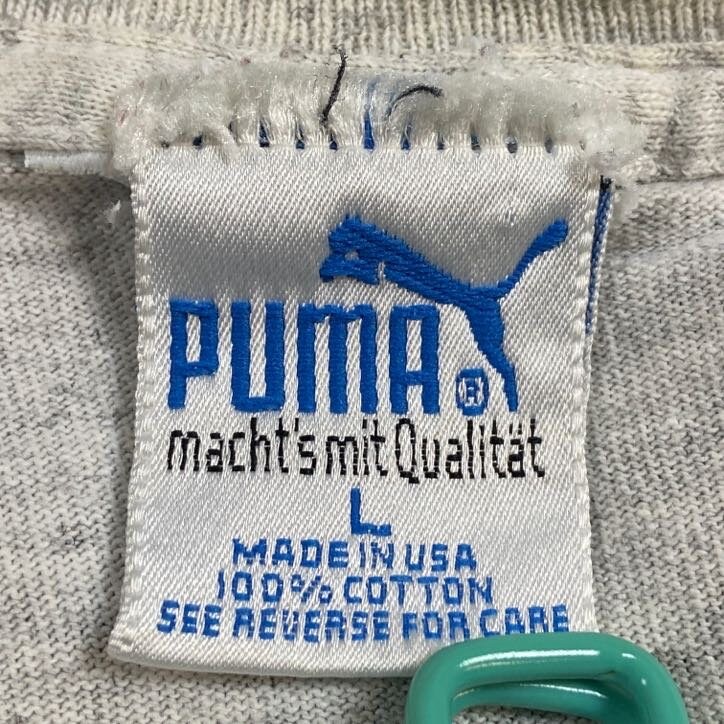 PUMA®
macht's mit Qualität
L
MADE IN USA
100% COTTON
SEE REVERSE FOR CARE